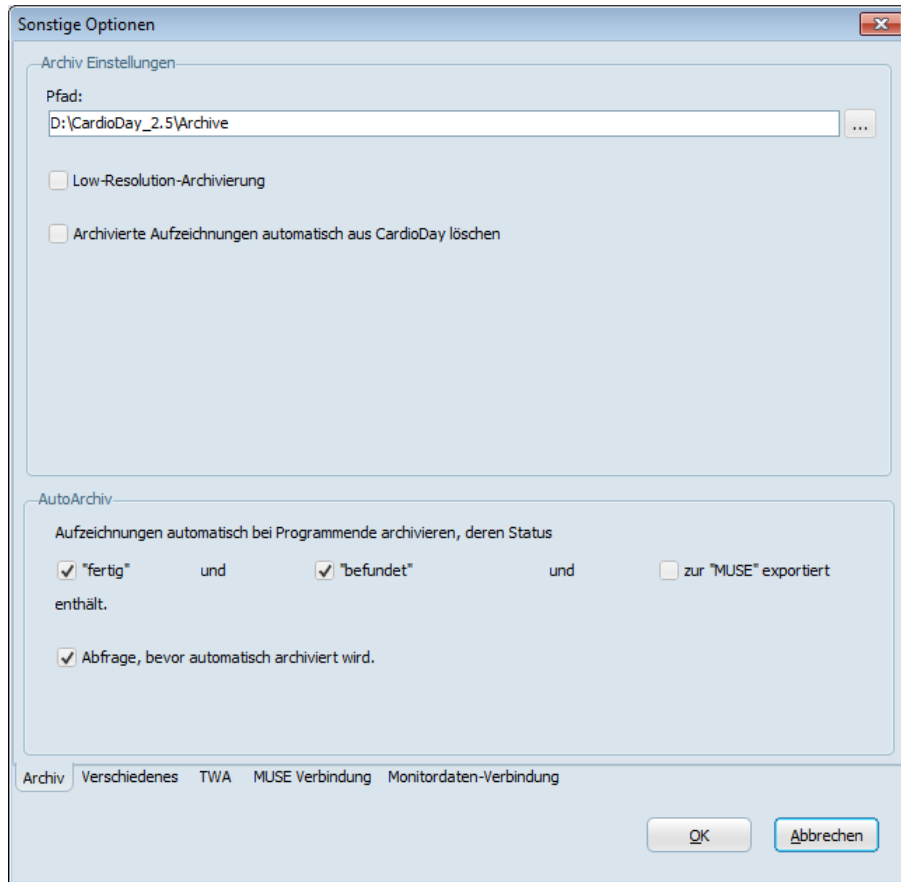 Sonstige Optionen
Archiv Einstellungen
Pfad:
D:\CardioDay_2.5\Archive
...
Low-Resolution-Archivierung
Archivierte Aufzeichnungen automatisch aus CardioDay löschen
AutoArchiv
Aufzeichnungen automatisch bei Programmende archivieren, deren Status
"fertig" und "befundet" und zur "MUSE" exportiert
enthält.
Abfrage, bevor automatisch archiviert wird.
Archiv Verschiedenes TWA MUSE Verbindung Monitordaten-Verbindung
OK Abbrechen